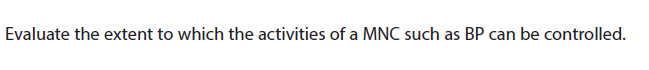 Evaluate the extent to which the activities of a MNC such as BP can be controlled.